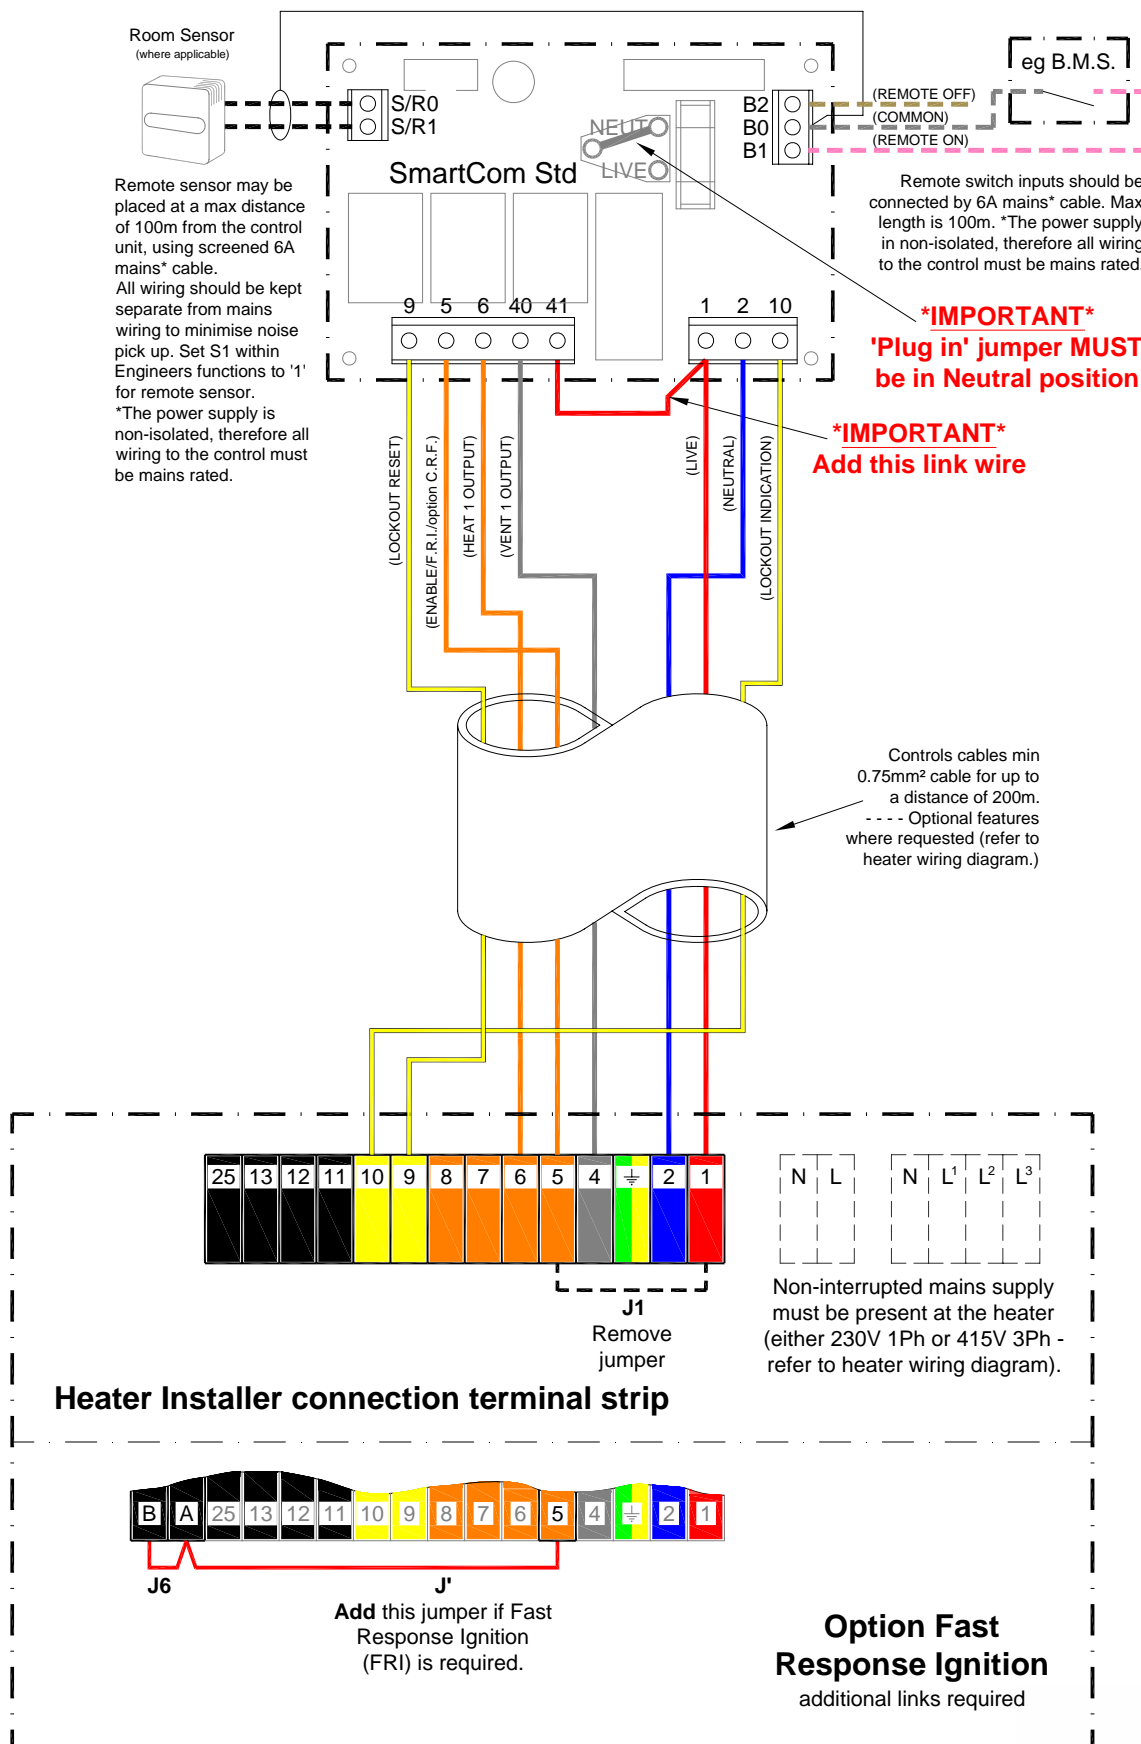 Room Sensor
(where applicable)
S/R0
S/R1
SmartCom Std
NEUT
LIVE
B2
B0
B1
(REMOTE OFF)
(COMMON)
(REMOTE ON)
eg B.M.S.
Remote sensor may be
placed at a max distance
of 100m from the control
unit, using screened 6A
mains* cable.
All wiring should be kept
separate from mains
wiring to minimise noise
pick up. Set S1 within
Engineers functions to '1'
for remote sensor.
*The power supply is
non-isolated, therefore all
wiring to the control must
be mains rated.
Remote switch inputs should be
connected by 6A mains* cable. Max
length is 100m. *The power supply
in non-isolated, therefore all wiring
to the control must be mains rated.
9 5 6 40 41
1 2 10
*IMPORTANT*
'Plug in' jumper MUST
be in Neutral position
*IMPORTANT*
Add this link wire
(LOCKOUT RESET)
(ENABLE/F.R.I./option C.R.F.)
(HEAT 1 OUTPUT)
(VENT 1 OUTPUT)
(LIVE)
(NEUTRAL)
(LOCKOUT INDICATION)
Controls cables min
0.75mm² cable for up to
a distance of 200m.
- - - - Optional features
where requested (refer to
heater wiring diagram.)
25 13 12 11 10 9 8 7 6 5 4 ⏚ 2 1
N L
N L¹ L² L³
J1
Remove
jumper
Non-interrupted mains supply
must be present at the heater
(either 230V 1Ph or 415V 3Ph -
refer to heater wiring diagram).
Heater Installer connection terminal strip
B A 25 13 12 11 10 9 8 7 6 5 4 ⏚ 2 1
J6
J'
Add this jumper if Fast
Response Ignition
(FRI) is required.
Option Fast
Response Ignition
additional links required